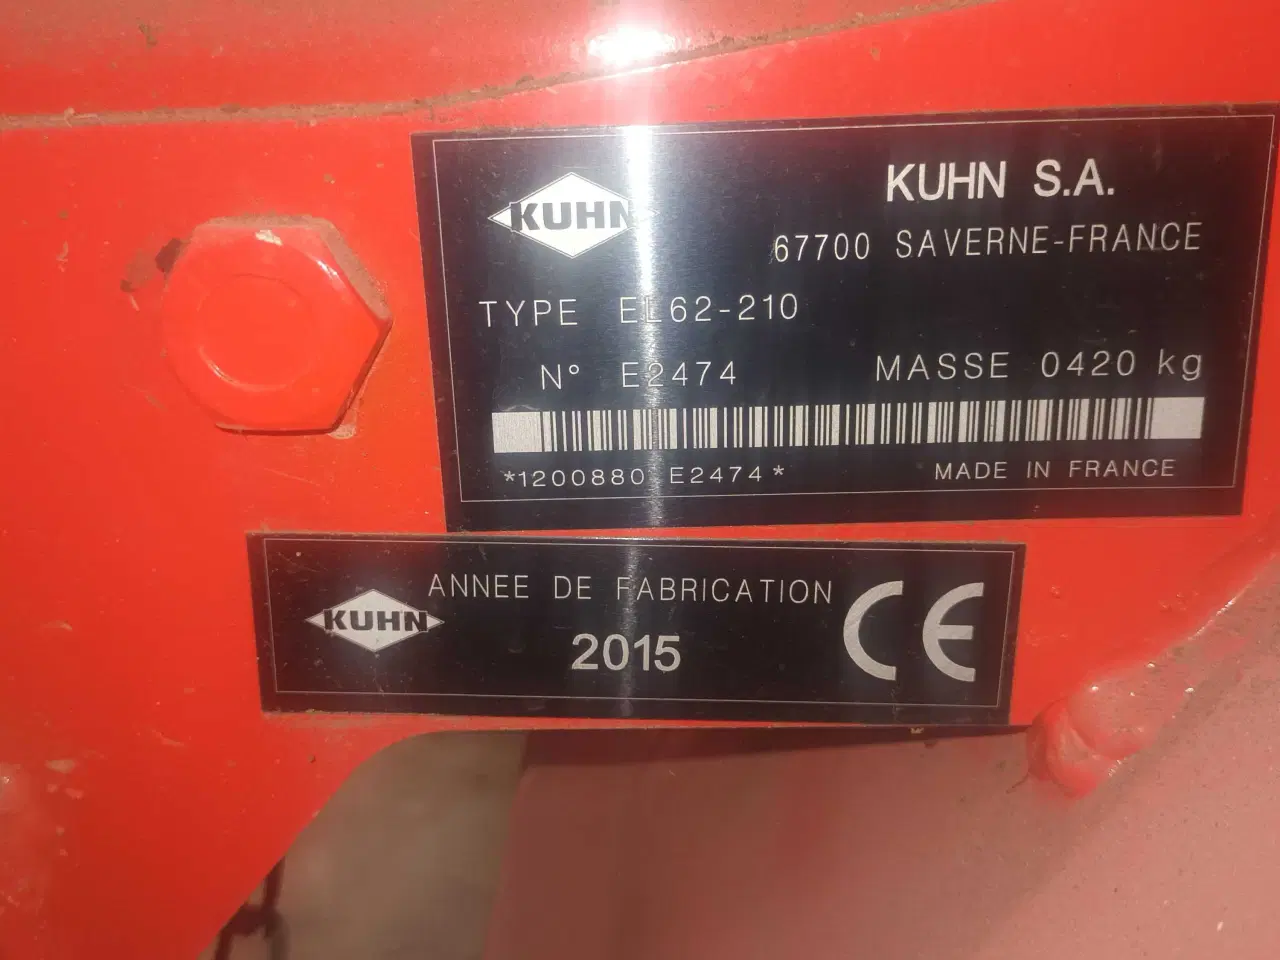 KUHN
KUHN S.A.
67700 SAVERNE-FRANCE
TYPE EL62-210
N° E2474 MASSE 0420 kg
*1200880 E2474*
MADE IN FRANCE
KUHN
ANNEE DE FABRICATION
2015
CE